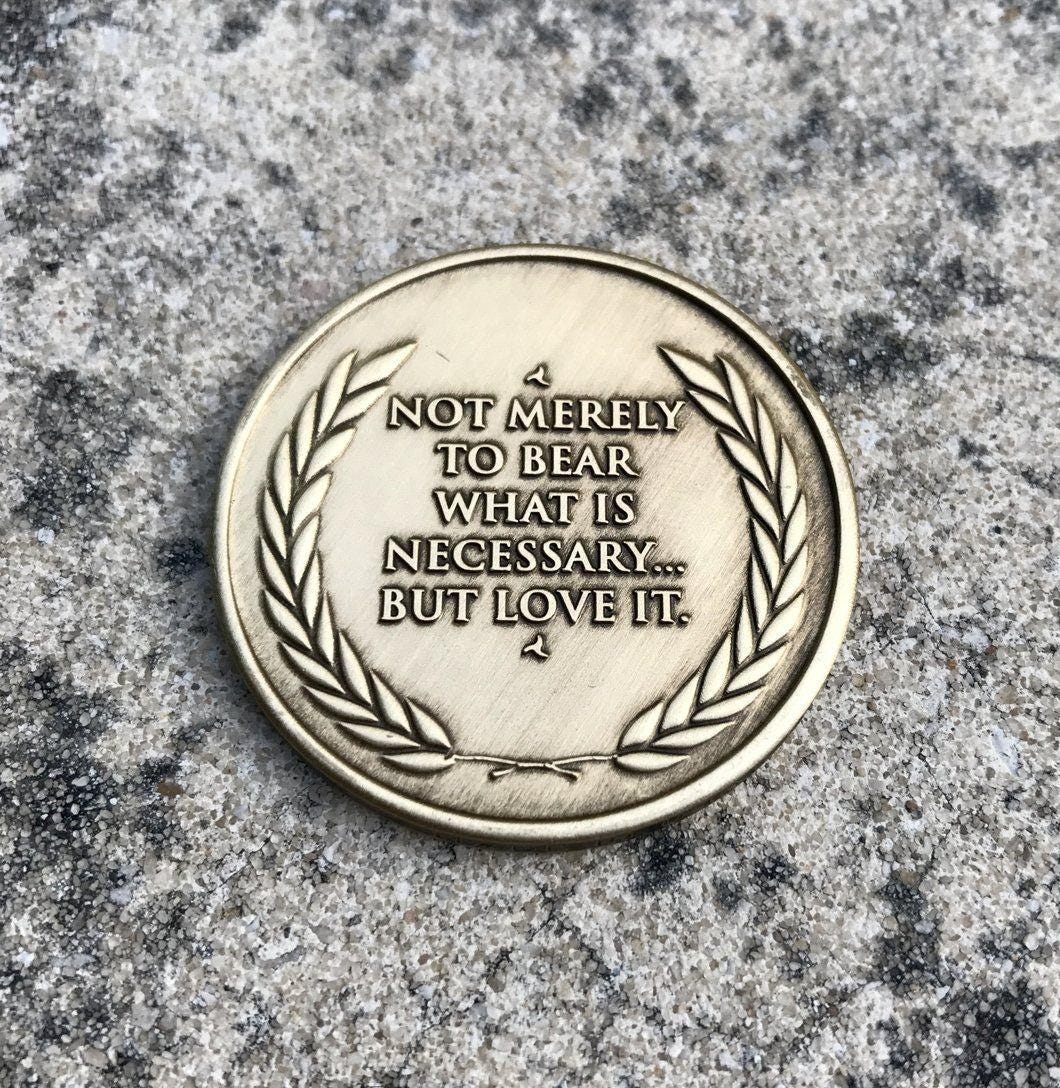 NOT MERELY
TO BEAR
WHAT IS
NECESSARY...
BUT LOVE IT.